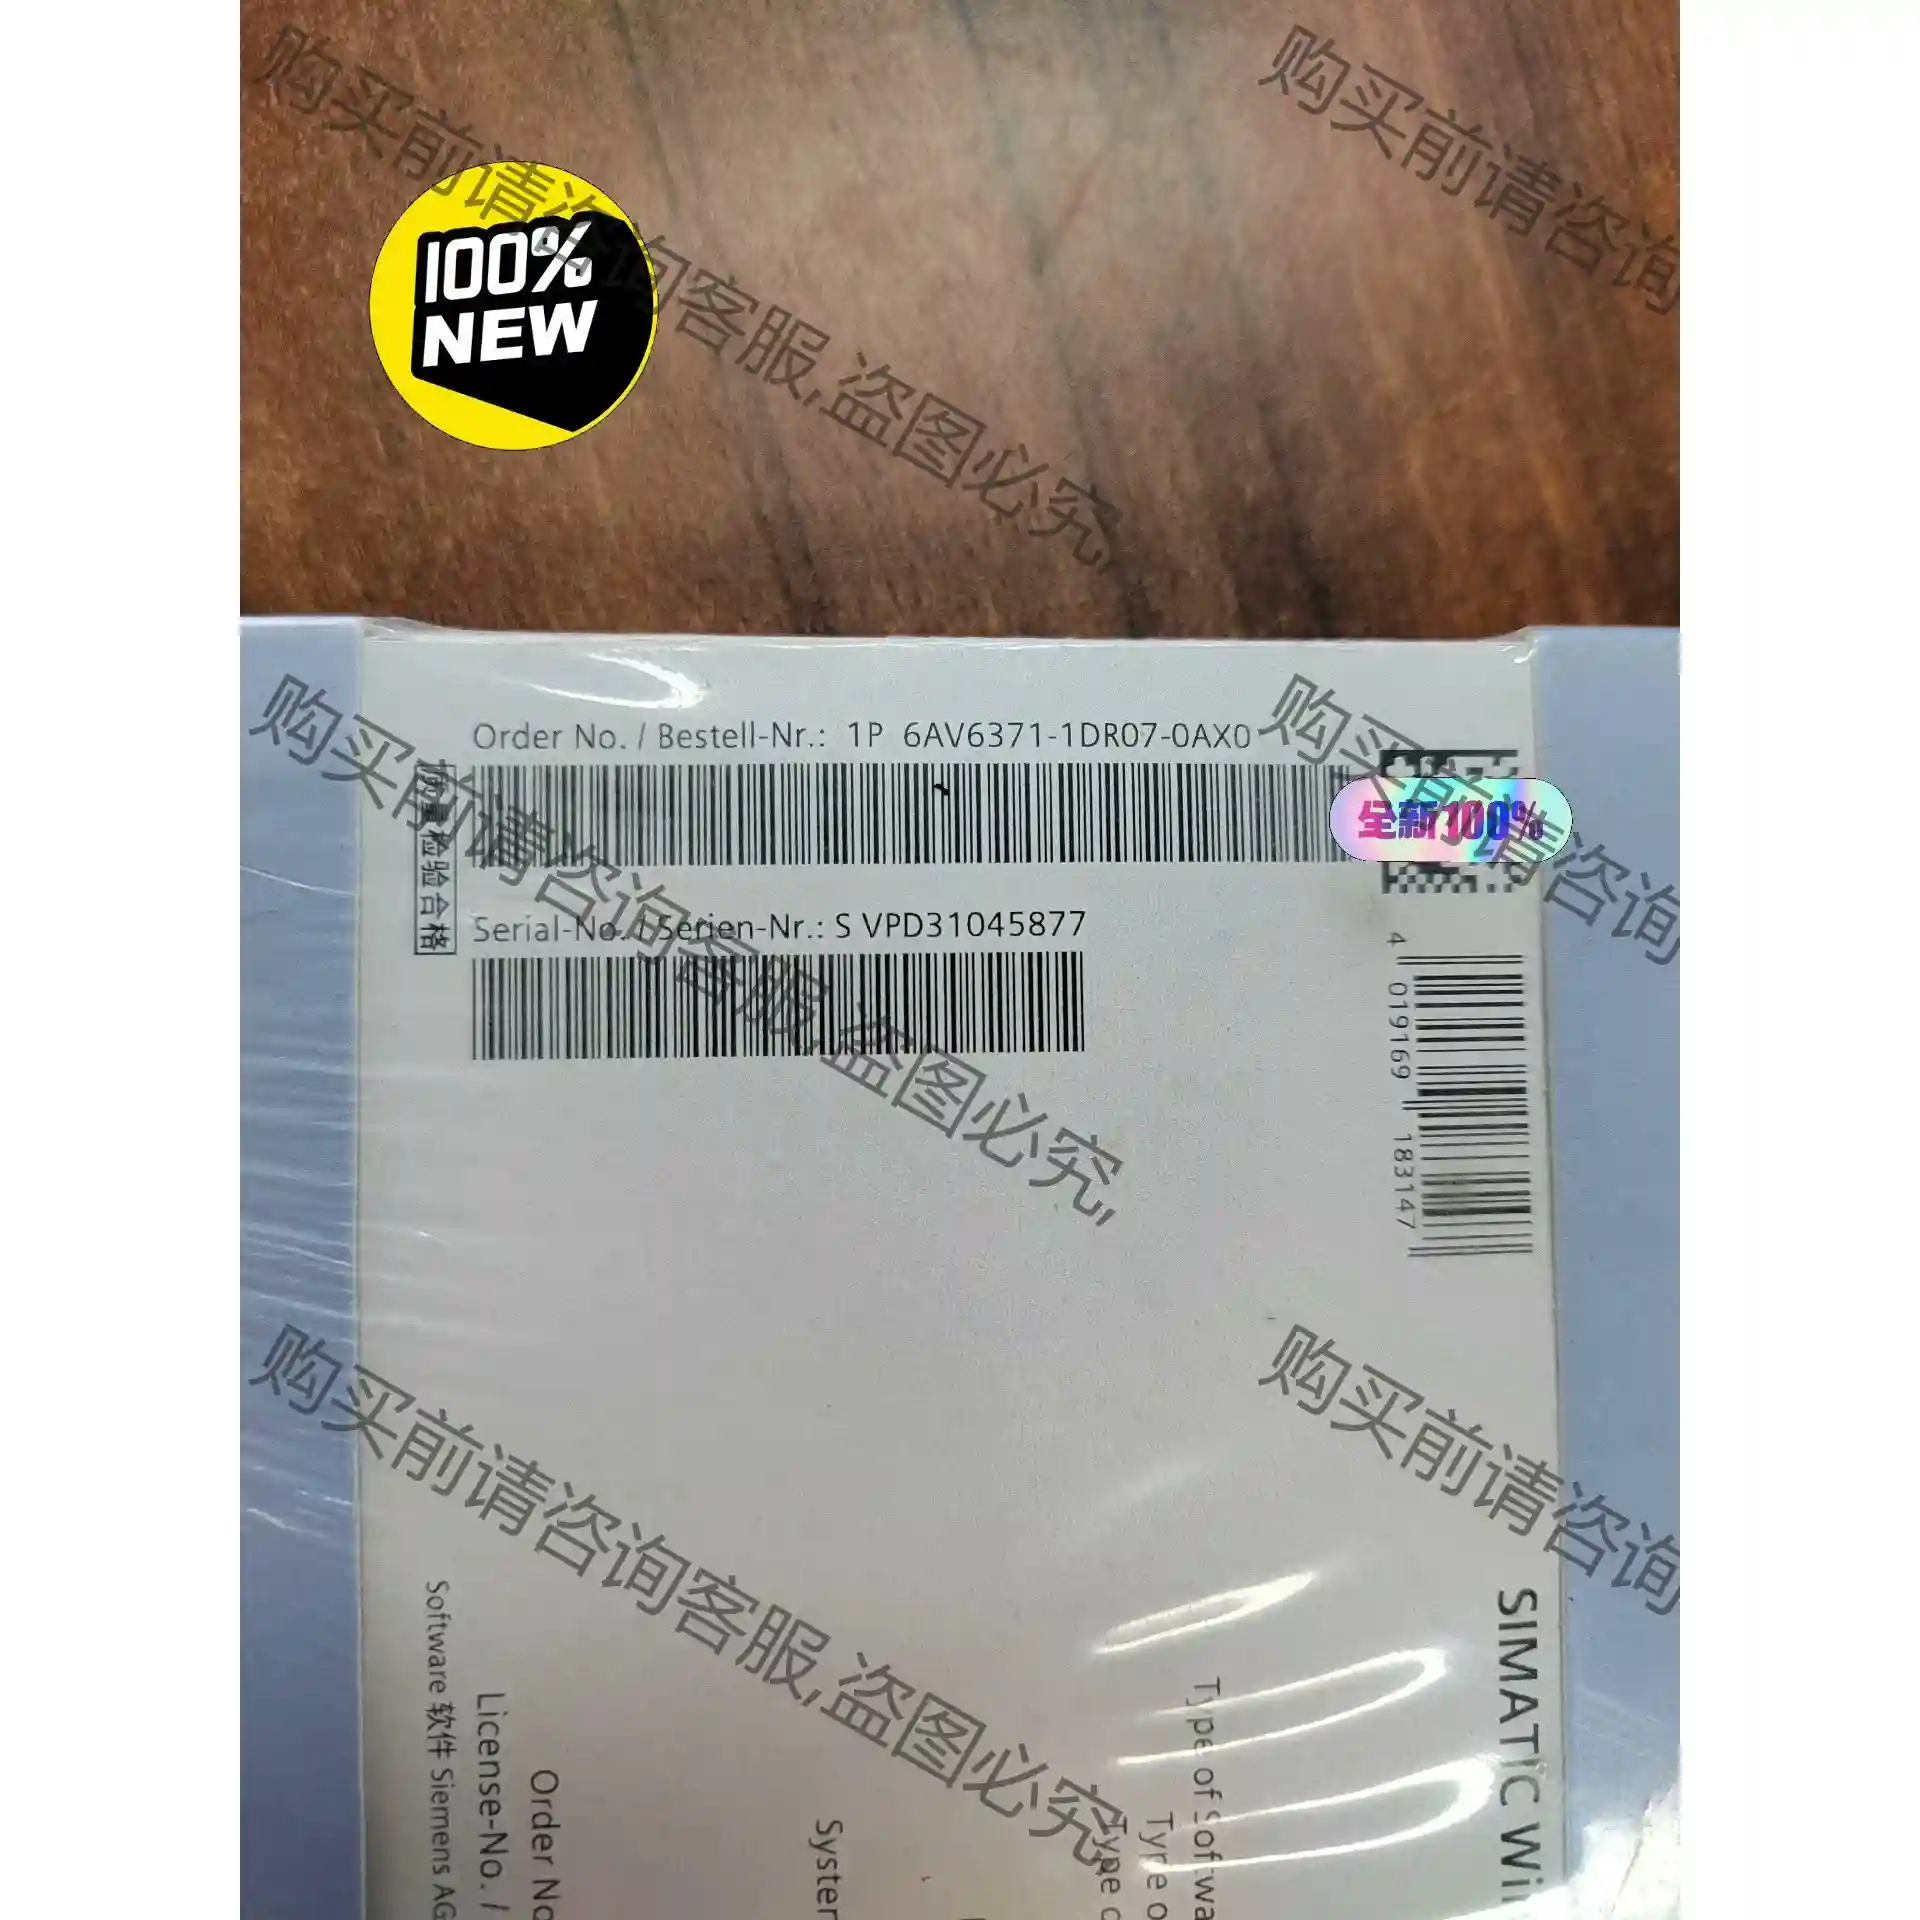 100%
NEW
购买前请咨询客服,盗图必究,
购买前请咨询
Order No. / Bestell-Nr.: 1P 6AV6371-1DR07-0AX0
全新100%
质量检验合格
Serial-No. / Serien-Nr.: S VPD31045877
4 019169 183147
购买前请咨询客服,盗图必究,
购买前请咨询
购买前请咨询客服,盗图必究,
购买前请咨询
SIMATIC
Type of Softwa
Type o
Type
System
Order No
License-No. /
Software 软件 Siemens AG